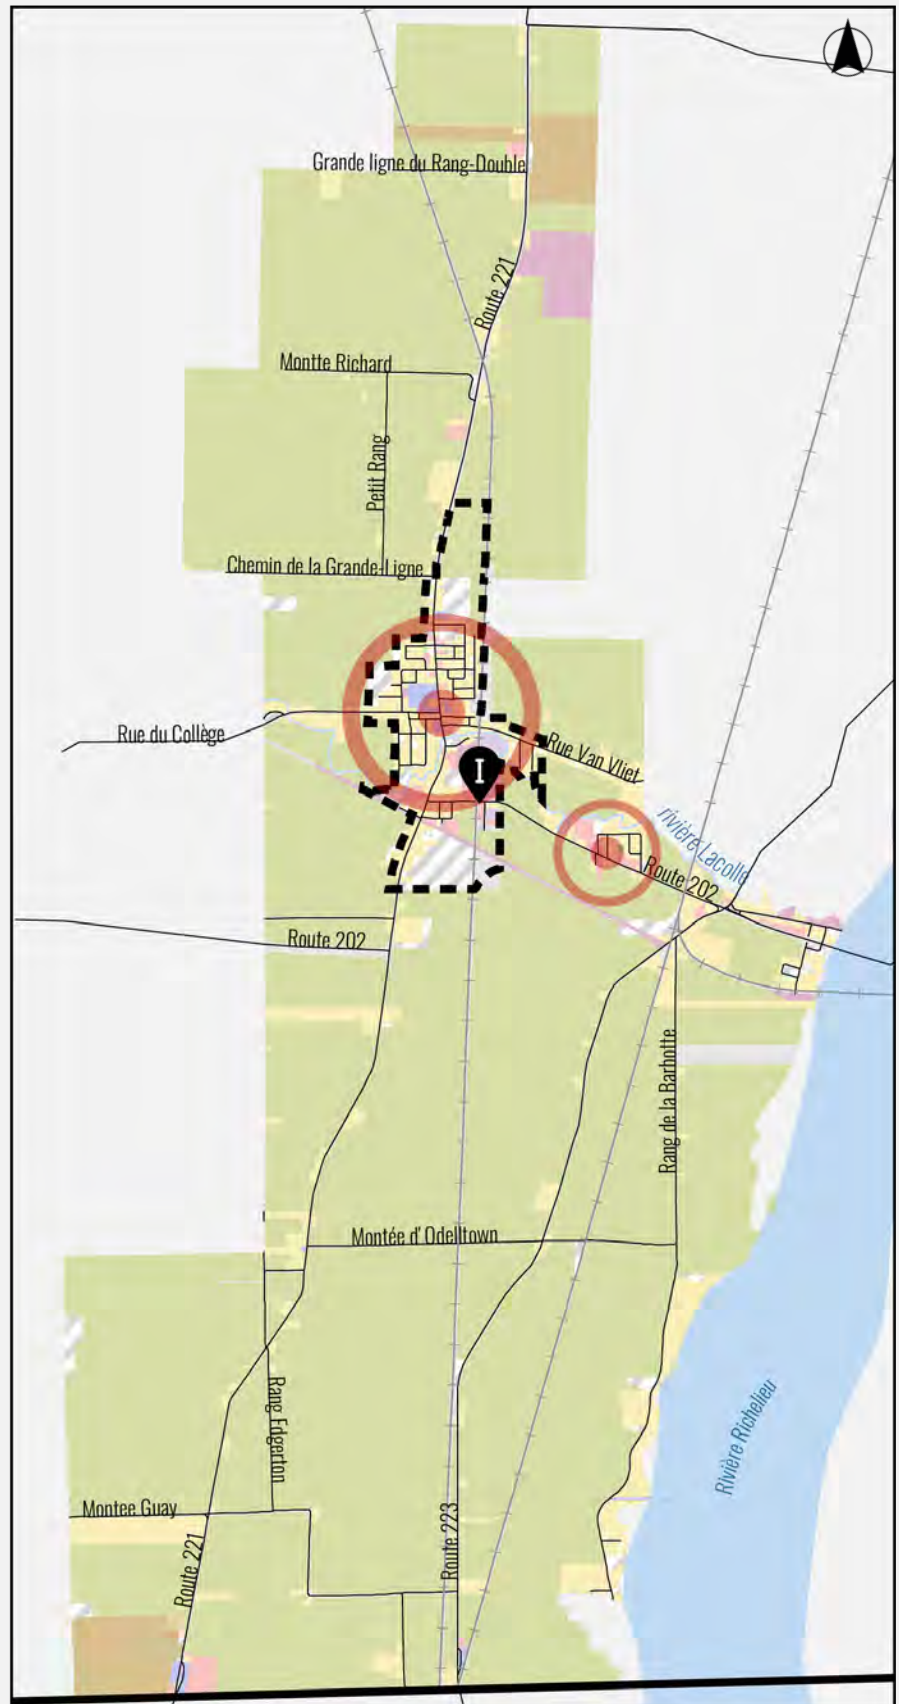 Grande ligne du Rang-Double
Route 221
Montte Richard
Petit Rang
Chemin de la Grande-Ligne
Rue du Collège
Rue Van Vliet
I
rivière Lacolle
Route 202
Route 202
Rang de la Barbotte
Montée d' Odelltown
Rang Edgerton
Rivière Richelieu
Montee Guay
Route 223
Route 221